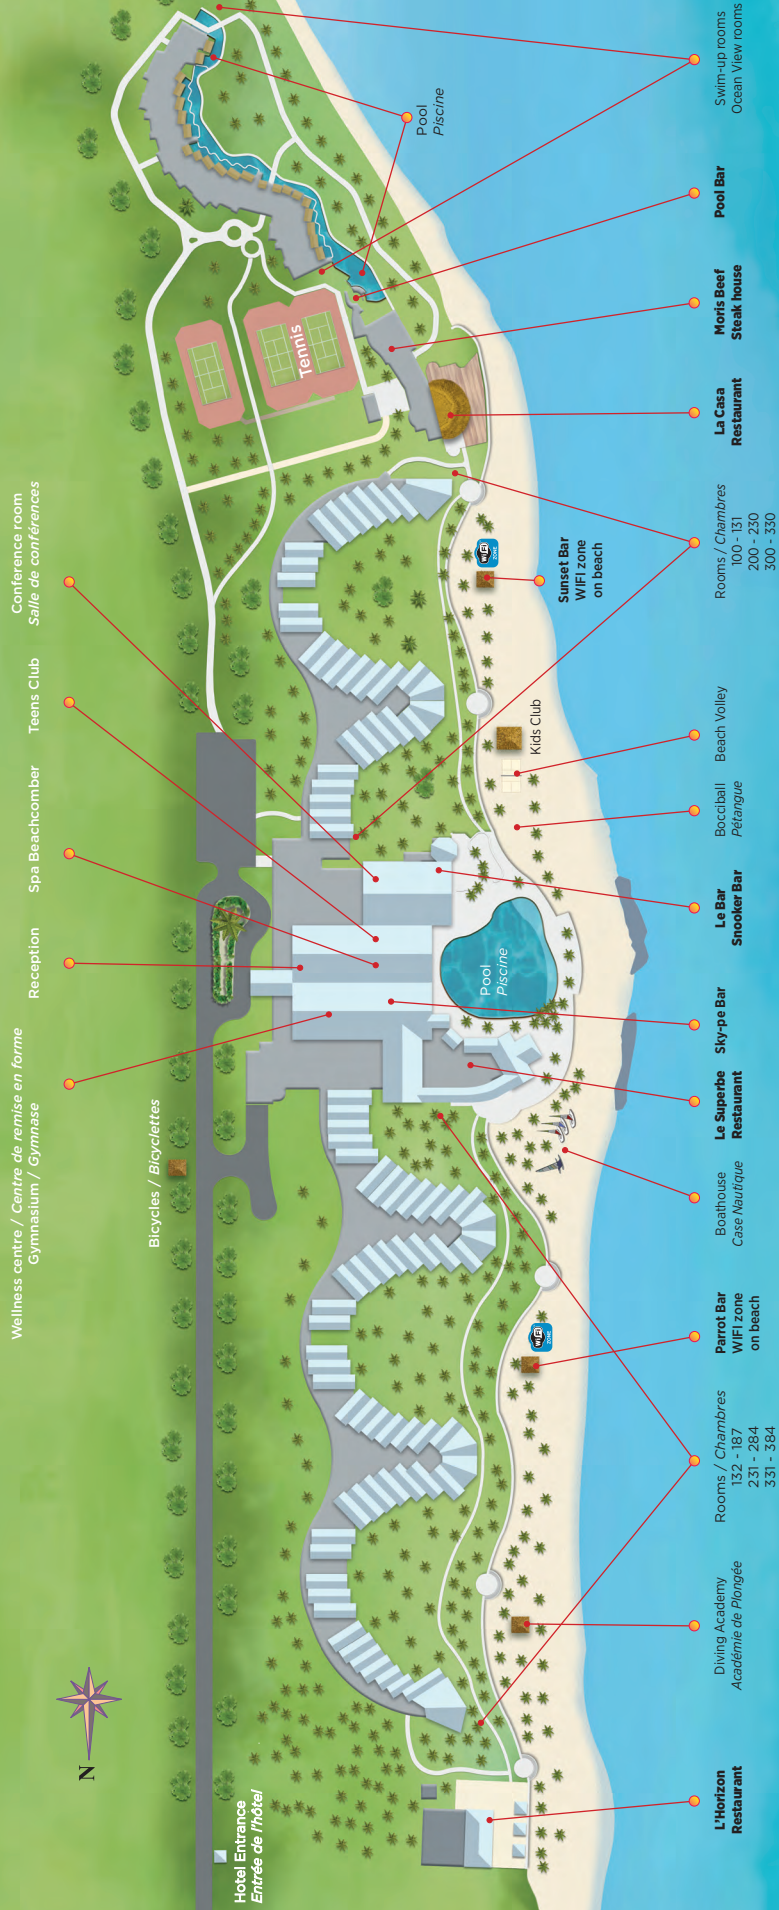 Wellness centre / Centre de remise en forme
Gymnasium / Gymnase
Reception
Spa Beachcomber
Teens Club
Conference room
Salle de conférences
N
Hotel Entrance
Entrée de l'hôtel
Bicycles / Bicyclettes
Tennis
Pool
Piscine
Pool
Piscine
Kids Club
WiFi
ZONE
Sunset Bar
WIFI zone
on beach
WiFi
ZONE
L'Horizon
Restaurant
Diving Academy
Académie de Plongée
Rooms / Chambres
132 - 187
231 - 284
331 - 384
Parrot Bar
WIFI zone
on beach
Boathouse
Case Nautique
Le Superbe
Restaurant
Sky-pe Bar
Le Bar
Snooker Bar
Bocciball
Pétangue
Beach Volley
Rooms / Chambres
100 - 131
200 - 230
300 - 330
La Casa
Restaurant
Moris Beef
Steak house
Pool Bar
Swim-up rooms
Ocean View rooms